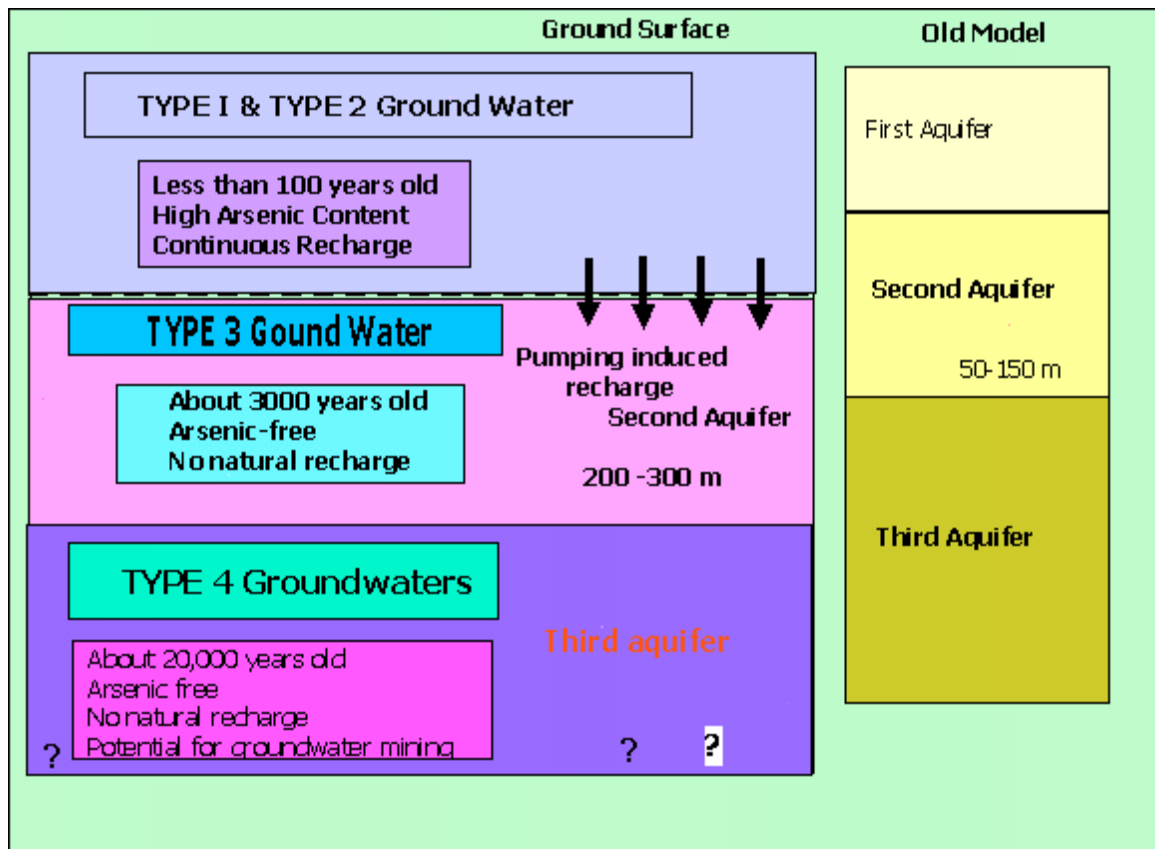 Ground Surface
Old Model
TYPE I & TYPE 2 Ground Water
Less than 100 years old
High Arsenic Content
Continuous Recharge
TYPE 3 Gound Water
About 3000 years old
Arsenic-free
No natural recharge
Pumping induced
recharge
Second Aquifer
200 -300 m
TYPE 4 Groundwaters
About 20,000 years old
Arsenic free
No natural recharge
Potential for groundwater mining
Third aquifer
?
?
?
First Aquifer
Second Aquifer
50-150 m
Third Aquifer